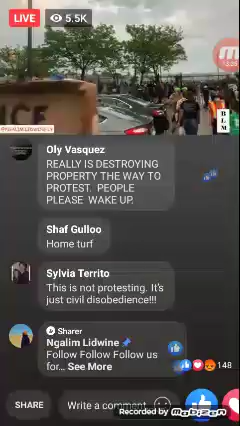 LIVE 5.5K
ICE
B
L
M
Oly Vasquez
REALLY IS DESTROYING
PROPERTY THE WAY TO
PROTEST. PEOPLE
PLEASE WAKE UP.
Shaf Gulloo
Home turf
Sylvia Territo
This is not protesting. It's
just civil disobedience!!!
Sharer
Ngalim Lidwine
Follow Follow Follow us
for... See More
148
SHARE Write a comment
Recorded by Mobizen